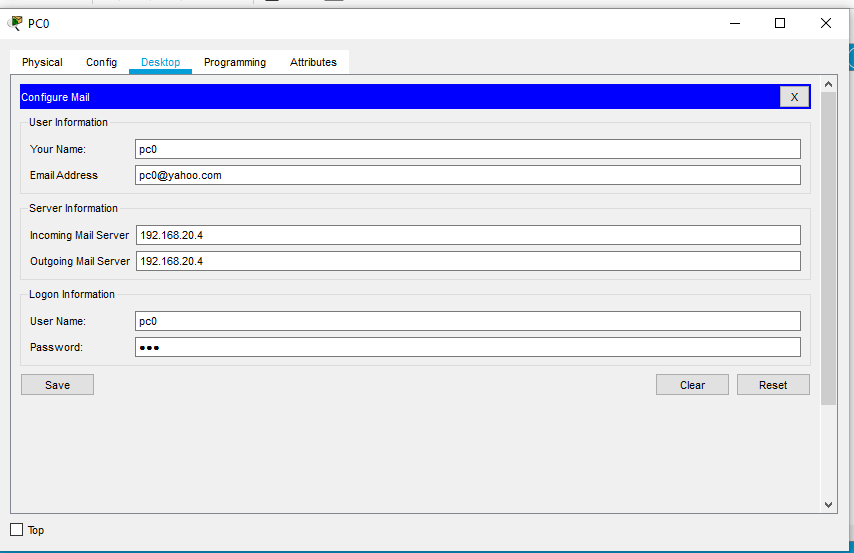 PC0
Physical Config Desktop Programming Attributes
Configure Mail X
User Information
Your Name: pc0
Email Address pc0@yahoo.com
Server Information
Incoming Mail Server 192.168.20.4
Outgoing Mail Server 192.168.20.4
Logon Information
User Name: pc0
Password: ●●●
Save Clear Reset
Top